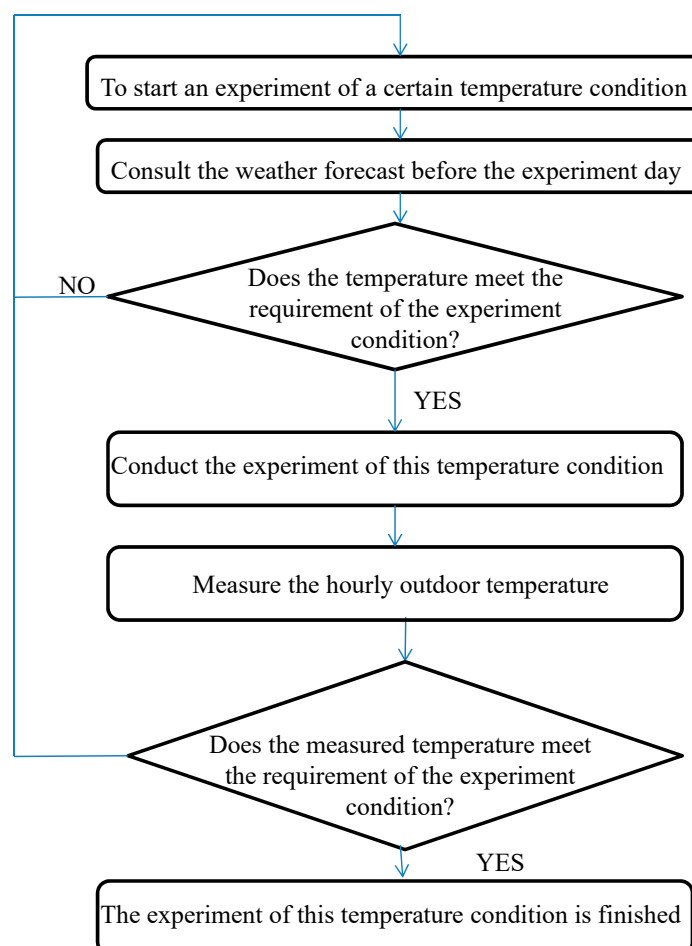 To start an experiment of a certain temperature condition
Consult the weather forecast before the experiment day
Does the temperature meet the
requirement of the experiment
condition?
NO
YES
Conduct the experiment of this temperature condition
Measure the hourly outdoor temperature
Does the measured temperature meet
the requirement of the experiment
condition?
YES
The experiment of this temperature condition is finished